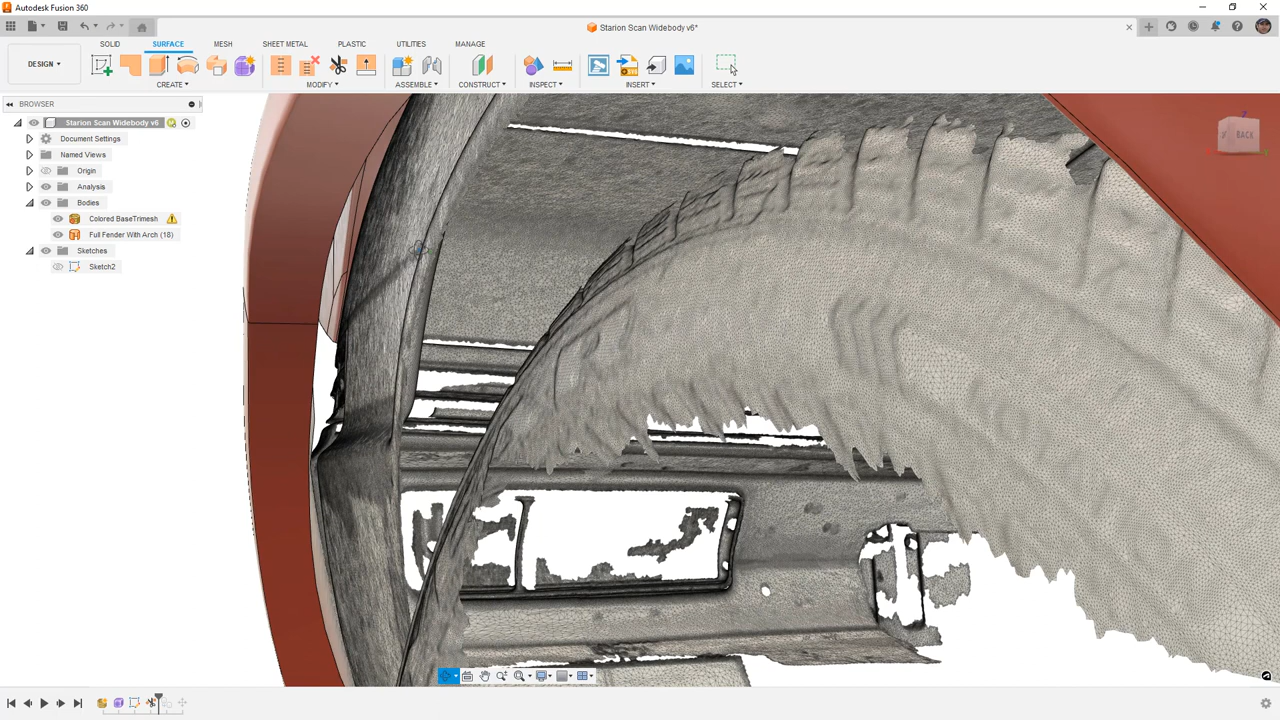 Autodesk Fusion 360
Starion Scan Widebody v6*
SOLID SURFACE MESH SHEET METAL PLASTIC UTILITIES MANAGE
DESIGN ▾
CREATE ▾ MODIFY ▾ ASSEMBLE ▾ CONSTRUCT ▾ INSPECT ▾ INSERT ▾ SELECT ▾
BROWSER
Starion Scan Widebody v6
Document Settings
Named Views
Origin
Analysis
Bodies
Colored BaseTrimesh
Full Fender With Arch (18)
Sketches
Sketch2
BACK